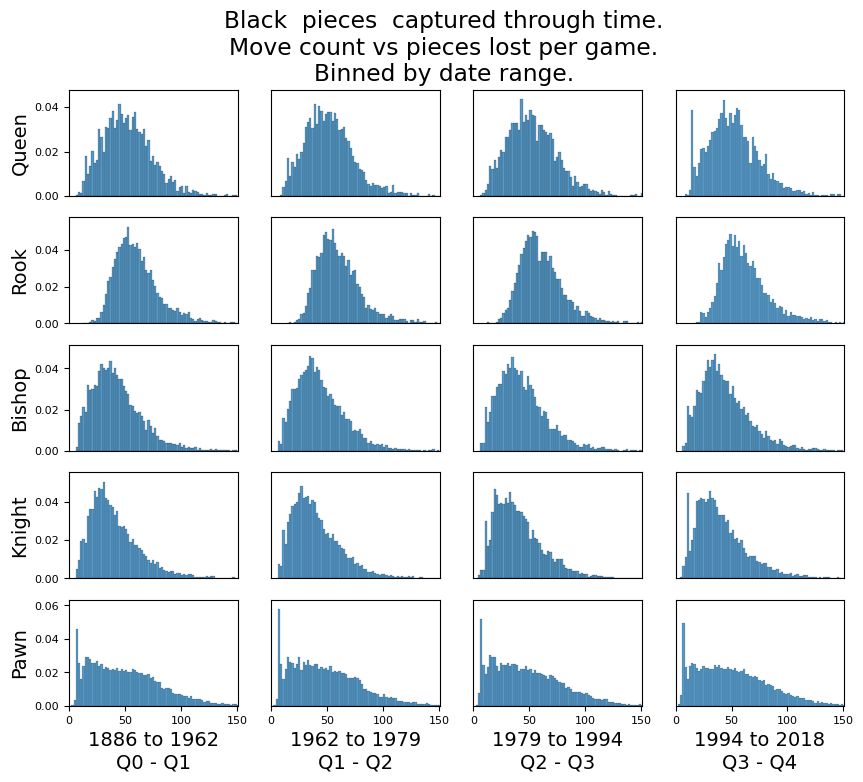 Black  pieces  captured through time.
Move count vs pieces lost per game.
Binned by date range.
Queen
0.04
0.02
0.00
Rook
0.04
0.02
0.00
Bishop
0.04
0.02
0.00
Knight
0.04
0.02
0.00
Pawn
0.06
0.04
0.02
0.00
0 50 100 150 0 50 100 150 0 50 100 150 0 50 100 150
1886 to 1962 1962 to 1979 1979 to 1994 1994 to 2018
Q0 - Q1 Q1 - Q2 Q2 - Q3 Q3 - Q4